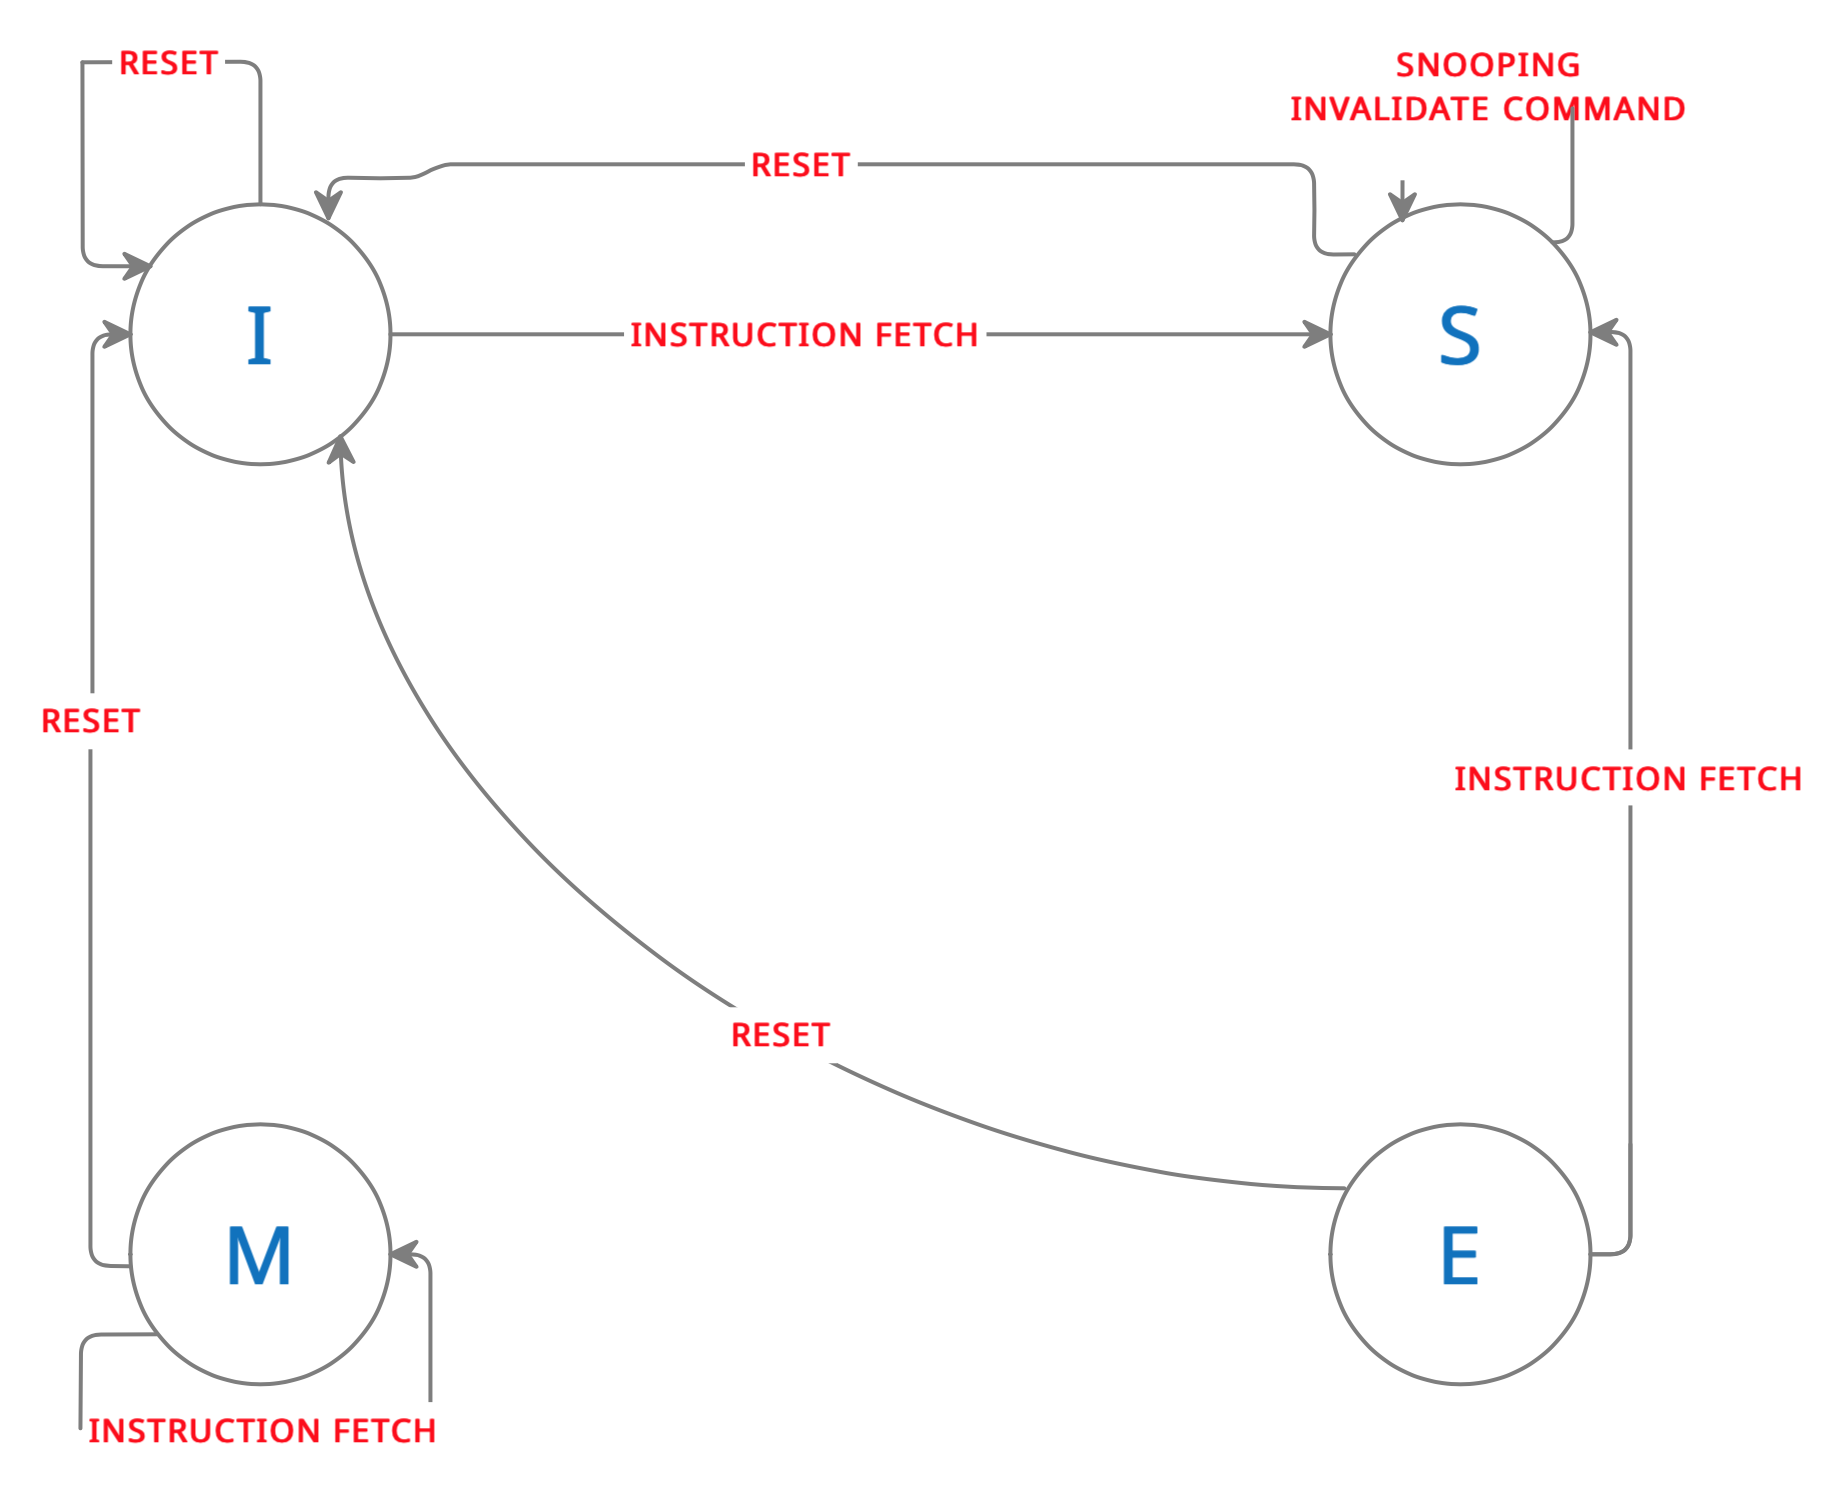 RESET
SNOOPING
INVALIDATE COMMAND
RESET
I
INSTRUCTION FETCH
S
RESET
INSTRUCTION FETCH
RESET
M
E
INSTRUCTION FETCH